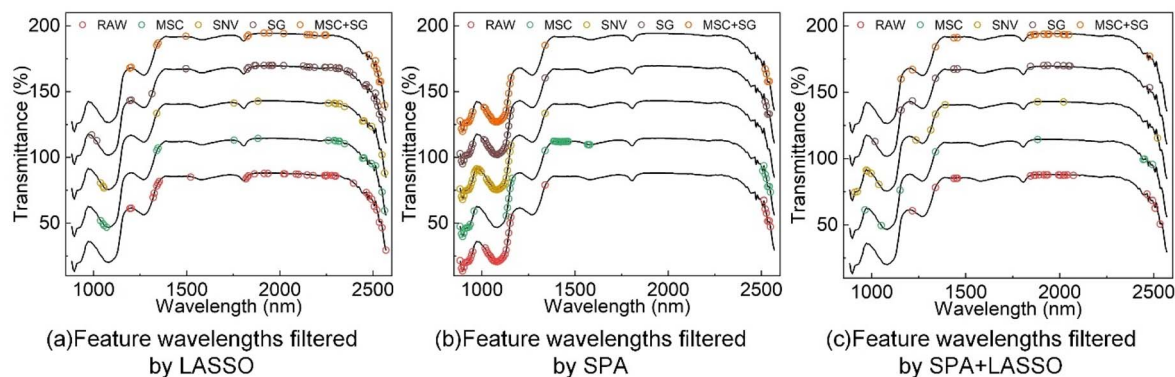 RAW MSC SNV SG MSC+SG
200
150
100
50
Transmittance (%)
1000 1500 2000 2500
Wavelength (nm)
(a)Feature wavelengths filtered
by LASSO
RAW MSC SNV SG MSC+SG
200
150
100
50
Transmittance (%)
1000 1500 2000 2500
Wavelength (nm)
(b)Feature wavelengths filtered
by SPA
RAW MSC SNV SG MSC+SG
200
150
100
50
Transmittance (%)
1000 1500 2000 2500
Wavelength (nm)
(c)Feature wavelengths filtered
by SPA+LASSO